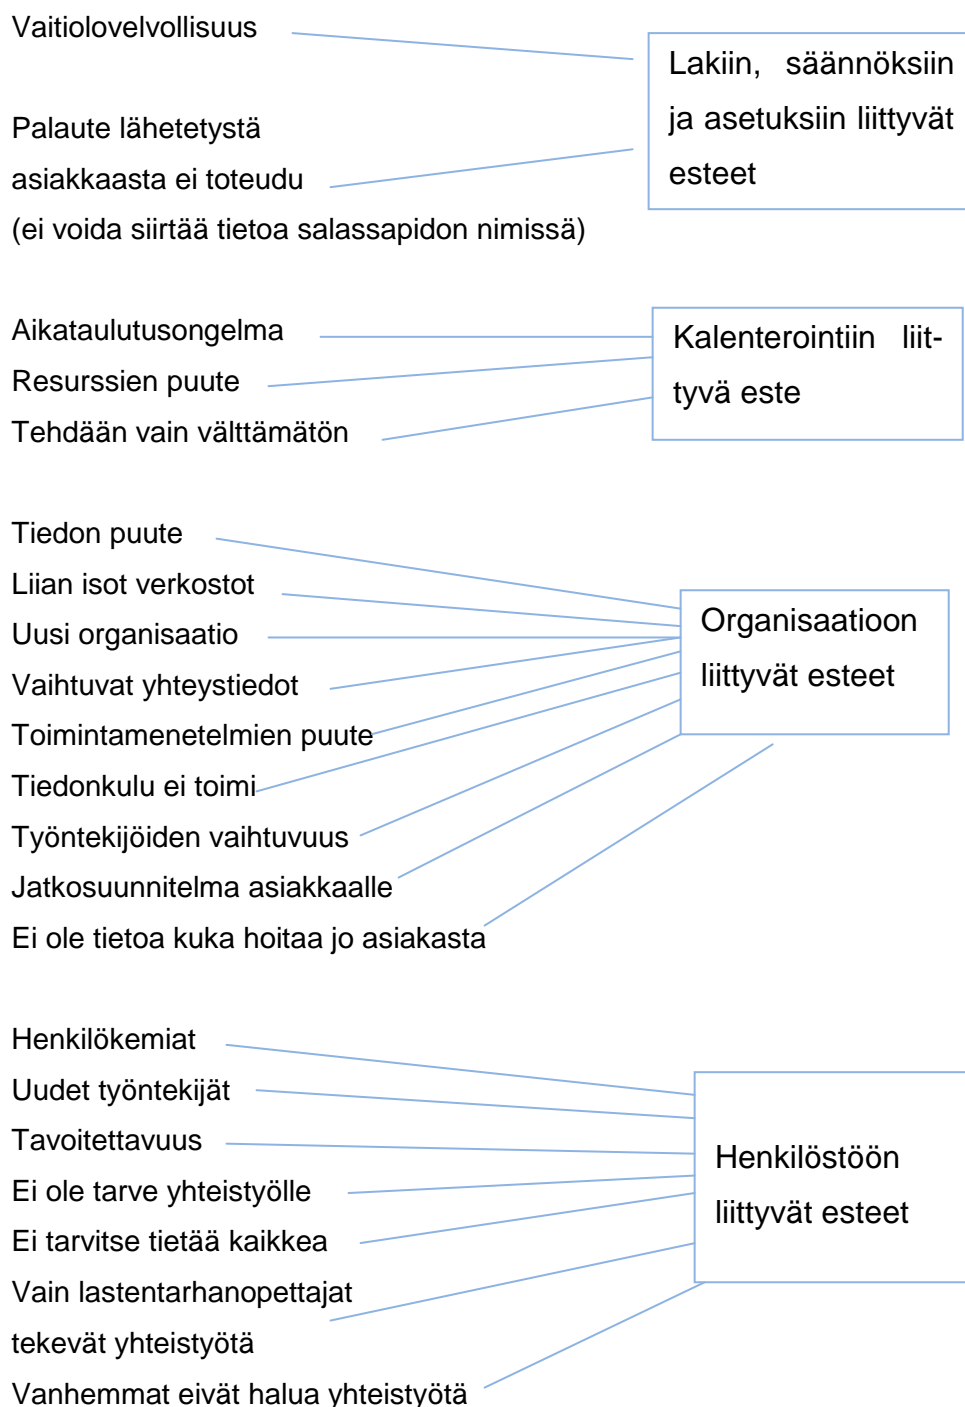 Vaitiolovelvollisuus
Lakiin, säännöksiin
ja asetuksiin liittyvät
esteet
Palaute lähetetystä
asiakkaasta ei toteudu
(ei voida siirtää tietoa salassapidon nimissä)
Aikataulutusongelma
Resurssien puute
Tehdään vain välttämätön
Kalenterointiin liit-
tyvä este
Tiedon puute
Liian isot verkostot
Uusi organisaatio
Vaihtuvat yhteystiedot
Toimintamenetelmien puute
Tiedonkulu ei toimi
Työntekijöiden vaihtuvuus
Jatkosuunnitelma asiakkaalle
Ei ole tietoa kuka hoitaa jo asiakasta
Organisaatioon
liittyvät esteet
Henkilökemiat
Uudet työntekijät
Tavoitettavuus
Ei ole tarve yhteistyölle
Ei tarvitse tietää kaikkea
Vain lastentarhanopettajat
tekevät yhteistyötä
Vanhemmat eivät halua yhteistyötä
Henkilöstöön
liittyvät esteet